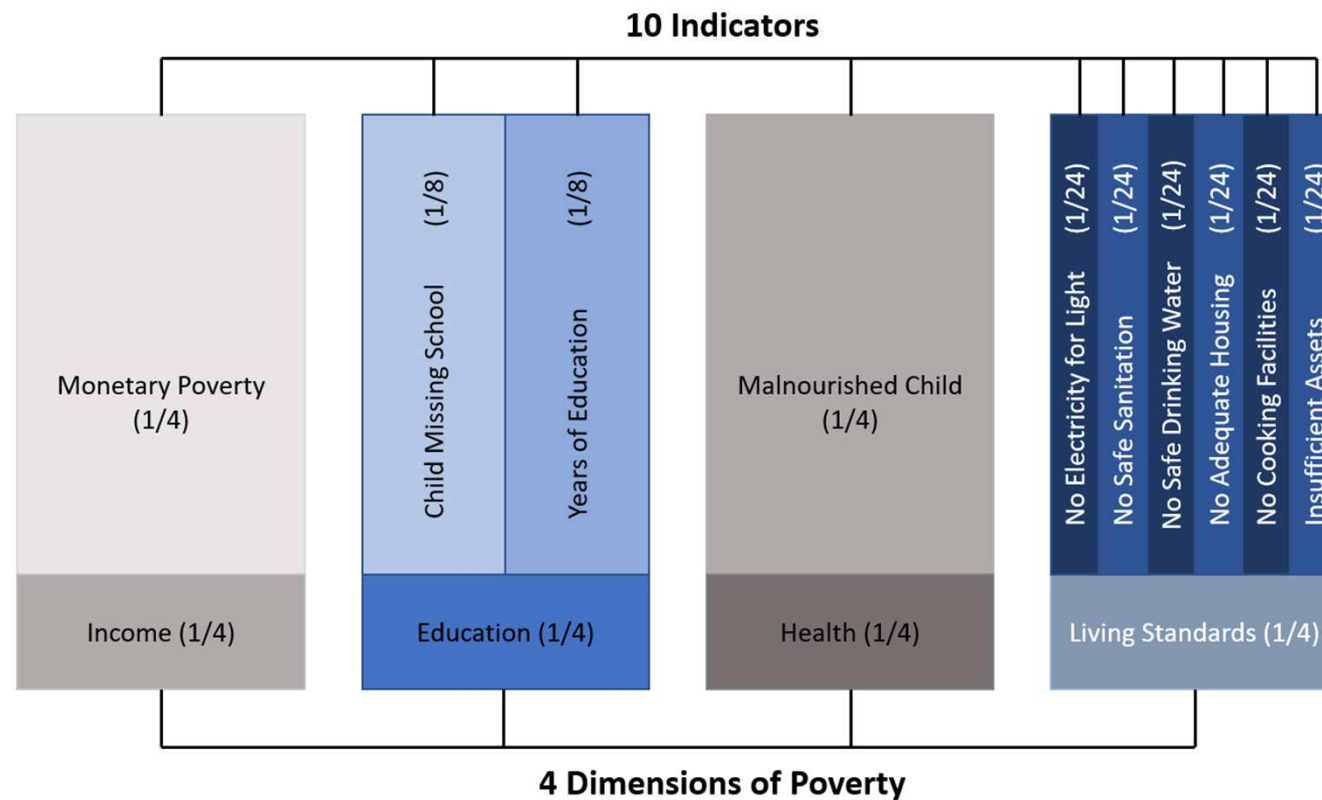 10 Indicators
Monetary Poverty
(1/4)
Child Missing School (1/8)
Years of Education (1/8)
Malnourished Child
(1/4)
No Electricity for Light (1/24)
No Safe Sanitation (1/24)
No Safe Drinking Water (1/24)
No Adequate Housing (1/24)
No Cooking Facilities (1/24)
Insufficient Assets (1/24)
Income (1/4)
Education (1/4)
Health (1/4)
Living Standards (1/4)
4 Dimensions of Poverty